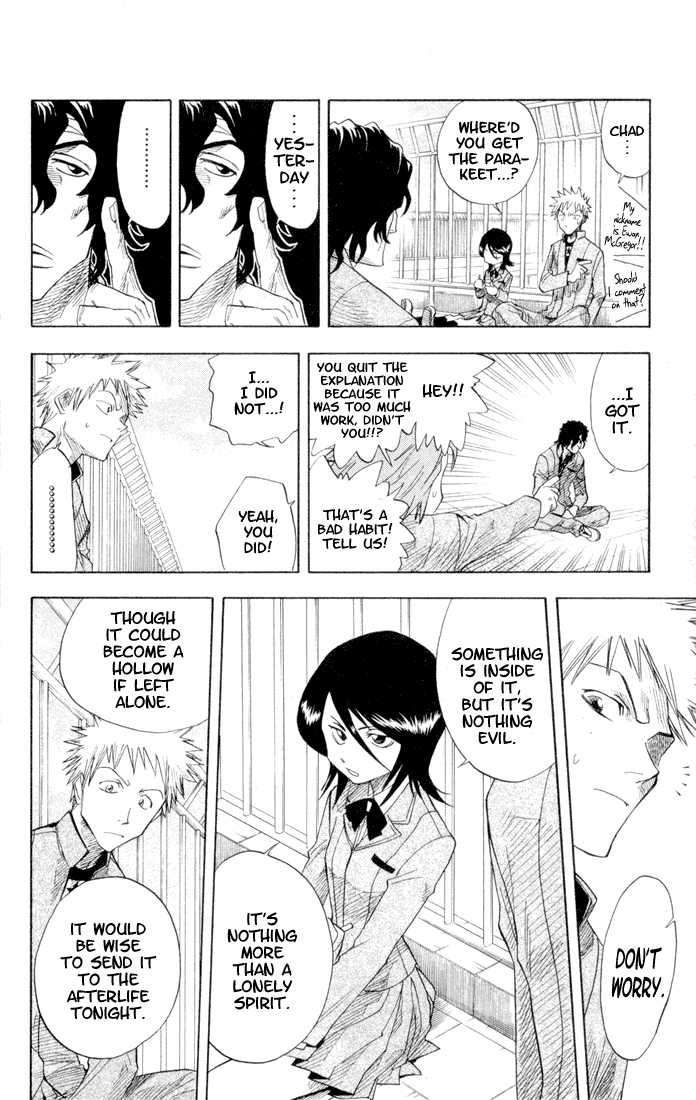 CHAD
...
My
nickname
is Ewan
McGregor!!
Should
I comment
on that?
WHERE'D
YOU GET
THE PARA-
KEET...?
...
YES-
TER-
DAY
...
.........
...I
GOT
IT.
HEY!!
YOU QUIT THE
EXPLANATION
BECAUSE IT
WAS TOO MUCH
WORK, DIDN'T
YOU!!?
THAT'S A
BAD HABIT!
TELL US!
I...
I DID
NOT...!
YEAH,
YOU
DID!
.........
DON'T
WORRY.
SOMETHING
IS INSIDE
OF IT,
BUT IT'S
NOTHING
EVIL.
IT'S
NOTHING
MORE
THAN A
LONELY
SPIRIT.
THOUGH
IT COULD
BECOME A
HOLLOW
IF LEFT
ALONE.
IT WOULD
BE WISE
TO SEND IT
TO THE
AFTERLIFE
TONIGHT.